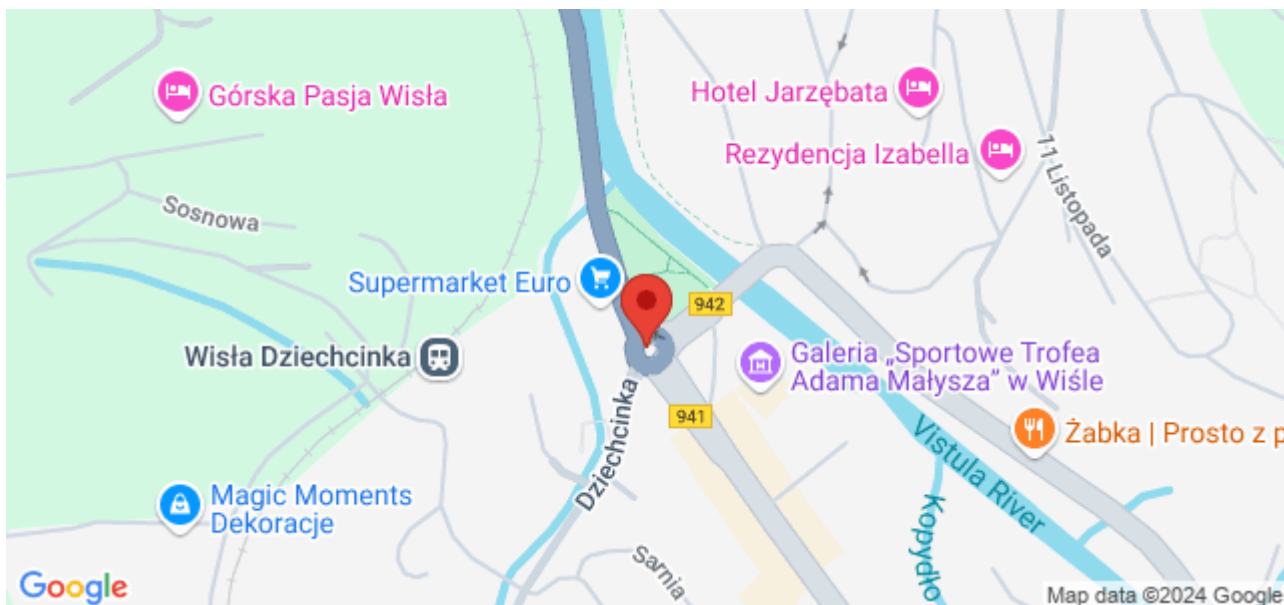 Górska Pasja Wisła
Hotel Jarzębata
Rezydencja Izabella
11 Listopada
Sosnowa
Supermarket Euro
942
Wisła Dziechcinka
Galeria „Sportowe Trofea
Adama Małysza” w Wiśle
941
Dziechcinka
Żabka | Prosto z p
Vistula River
Magic Moments
Dekoracje
Kopydło
Sarnia
Google
Map data ©2024 Google